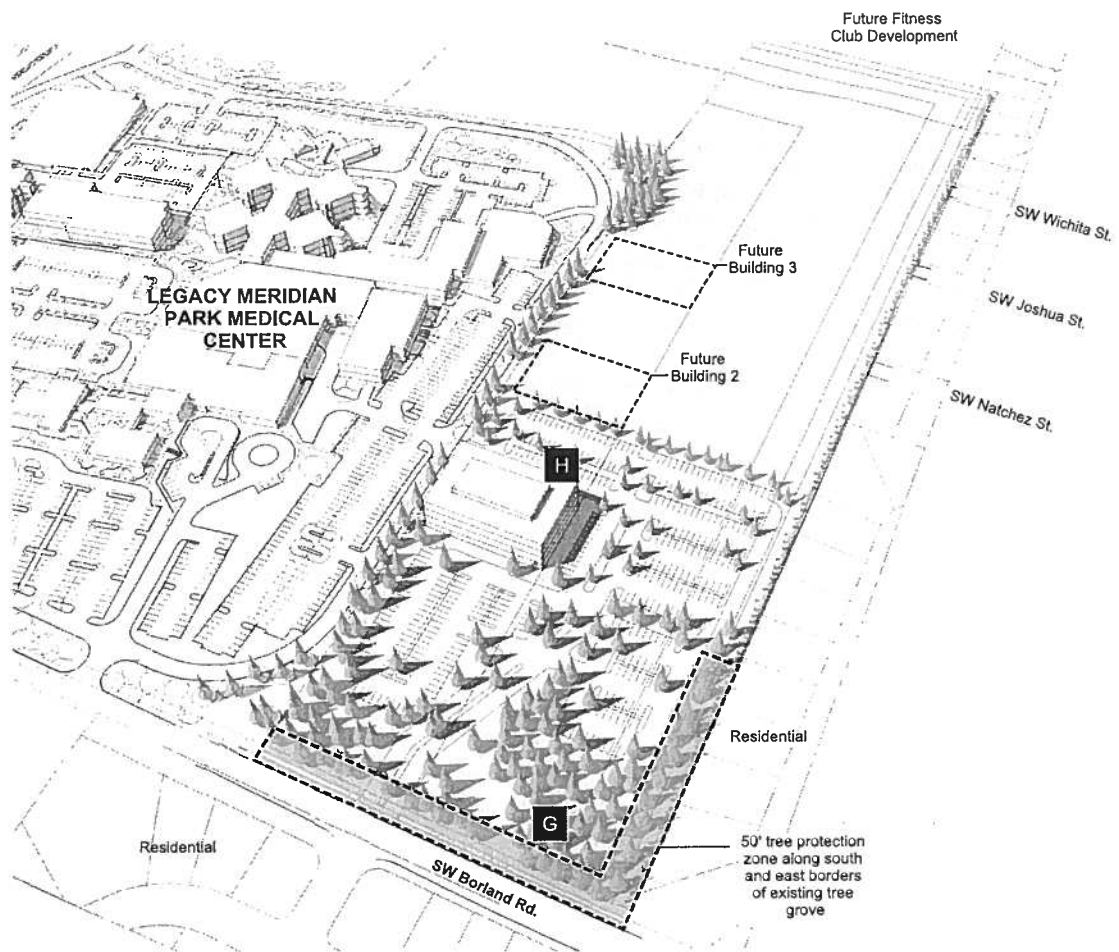 Future Fitness
Club Development
SW Wichita St.
Future
Building 3
LEGACY MERIDIAN
PARK MEDICAL
CENTER
SW Joshua St.
Future
Building 2
SW Natchez St.
H
Residential
G
50' tree protection
zone along south
and east borders
of existing tree
grove
Residential
SW Borland Rd.